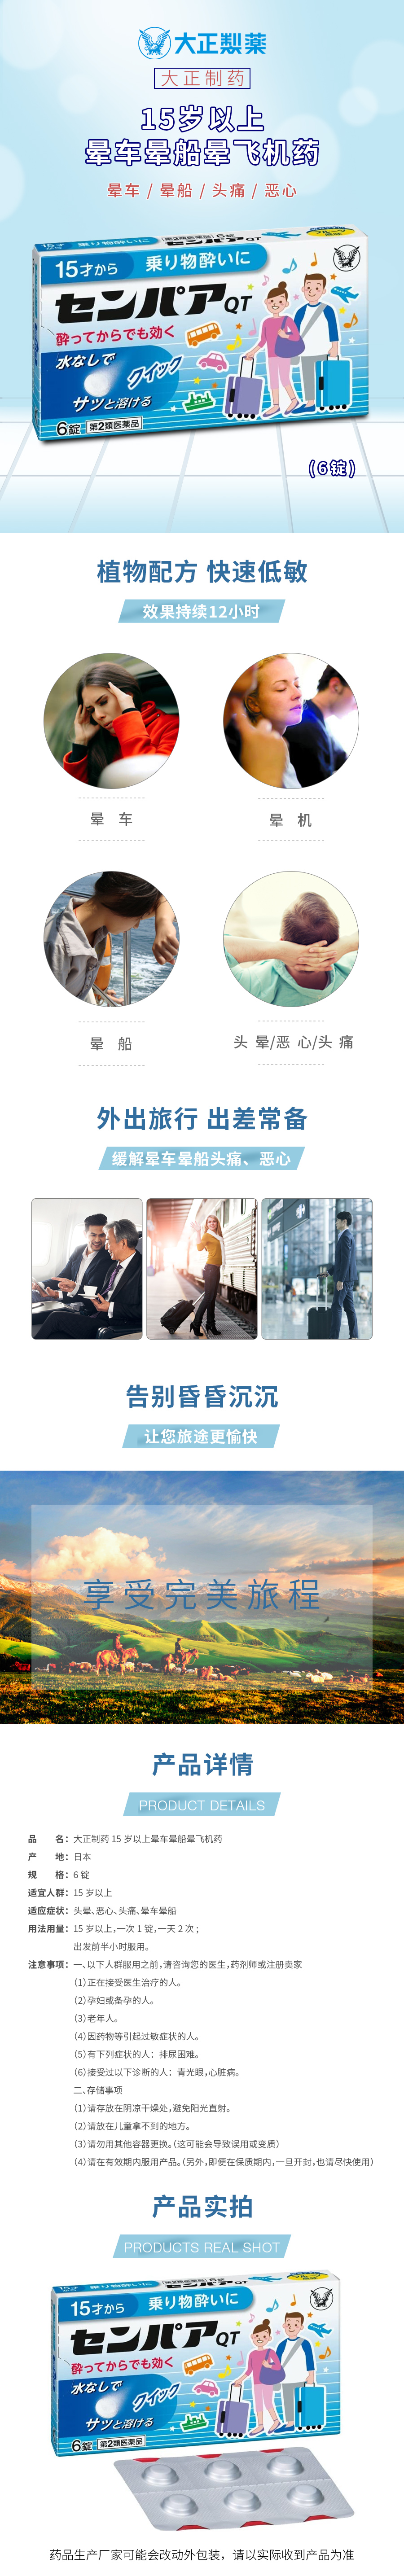 大正製薬
大正制药
15岁以上
晕车晕船晕飞机药
晕车 / 晕船 / 头痛 / 恶心
第2類医薬品 6錠
15才から 乗り物酔いに
センパアQT
酔ってからでも効く
水なしで
クイック
サッと溶ける
6錠 第2類医薬品
(6锭)
植物配方 快速低敏
效果持续12小时
晕 车
晕 机
晕 船
头 晕/恶 心/头 痛
外出旅行 出差常备
缓解晕车晕船头痛、恶心
告别昏昏沉沉
让您旅途更愉快
享受完美旅程
产品详情
PRODUCT DETAILS
品 名：大正制药 15 岁以上晕车晕船晕飞机药
产 地：日本
规 格：6 锭
适宜人群：15 岁以上
适应症状：头晕、恶心、头痛、晕车晕船
用法用量：15 岁以上，一次 1 锭，一天 2 次；
出发前半小时服用。
注意事项：一、以下人群服用之前，请咨询您的医生，药剂师或注册卖家
（1）正在接受医生治疗的人。
（2）孕妇或备孕的人。
（3）老年人。
（4）因药物等引起过敏症状的人。
（5）有下列症状的人：排尿困难。
（6）接受过以下诊断的人：青光眼，心脏病。
二、存储事项
（1）请存放在阴凉干燥处，避免阳光直射。
（2）请放在儿童拿不到的地方。
（3）请勿用其他容器更换。（这可能会导致误用或变质）
（4）请在有效期内服用产品。（另外，即便在保质期内，一旦开封，也请尽快使用）
产品实拍
PRODUCTS REAL SHOT
15才から 乗り物酔いに
センパアQT
酔ってからでも効く
水なしで
クイック
サッと溶ける
6錠 第2類医薬品
药品生产厂家可能会改动外包装，请以实际收到产品为准